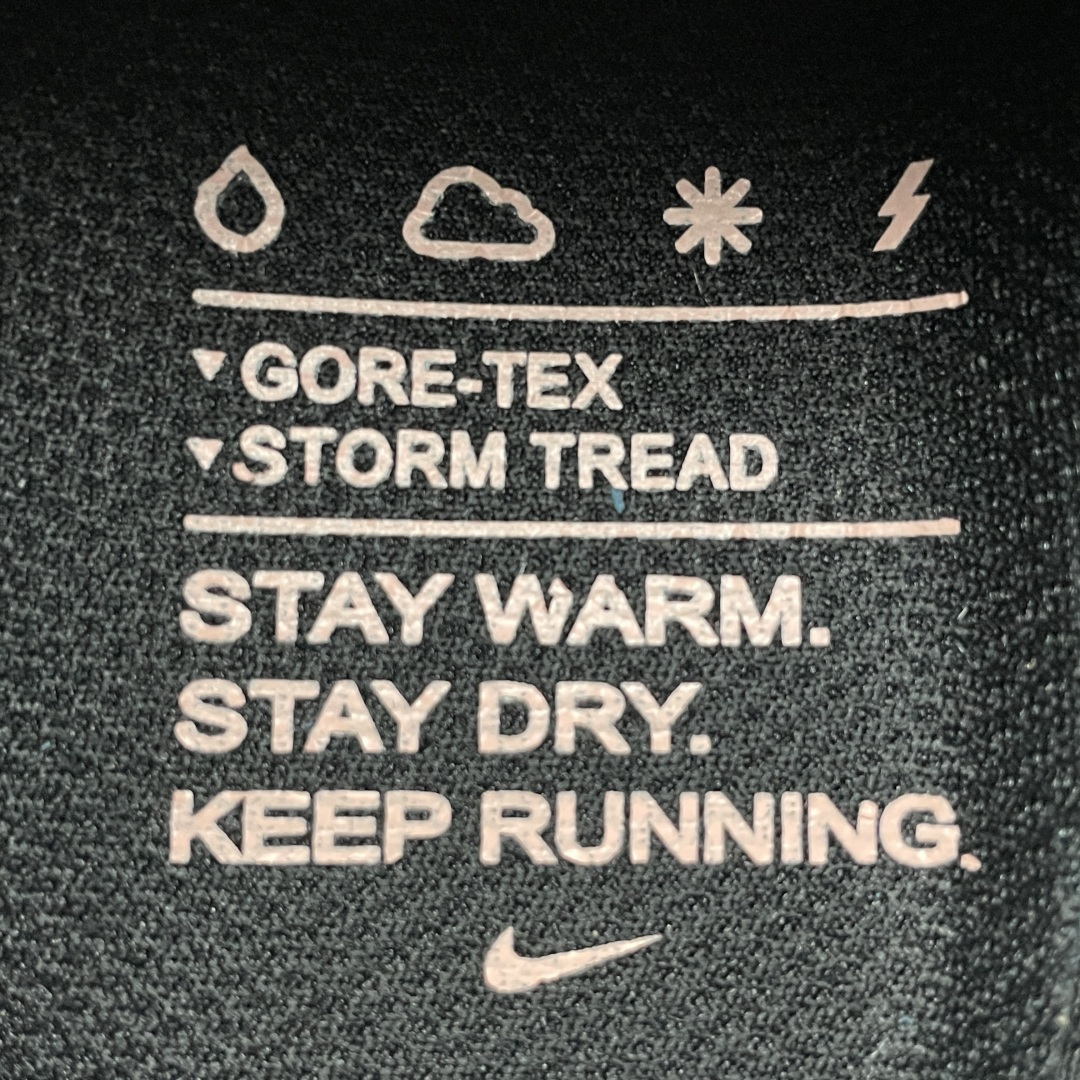 GORE-TEX
STORM TREAD
STAY WARM.
STAY DRY.
KEEP RUNNING.